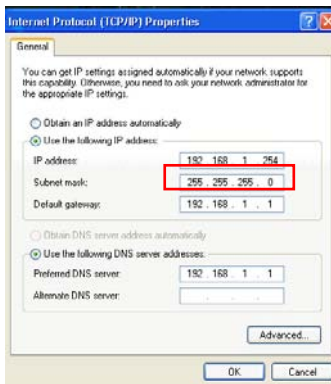 Internet Protocol (TCP/IP) Properties
General
You can get IP settings assigned automatically if your network supports
this capability. Otherwise, you need to ask your network administrator for
the appropriate IP settings.
Obtain an IP address automatically
Use the following IP address:
IP address: 192 . 168 . 1 . 254
Subnet mask: 255 . 255 . 255 . 0
Default gateway: 192 . 168 . 1 . 1
Obtain DNS server address automatically
Use the following DNS server addresses:
Preferred DNS server: 192 . 168 . 1 . 1
Alternate DNS server: . . .
Advanced...
OK Cancel